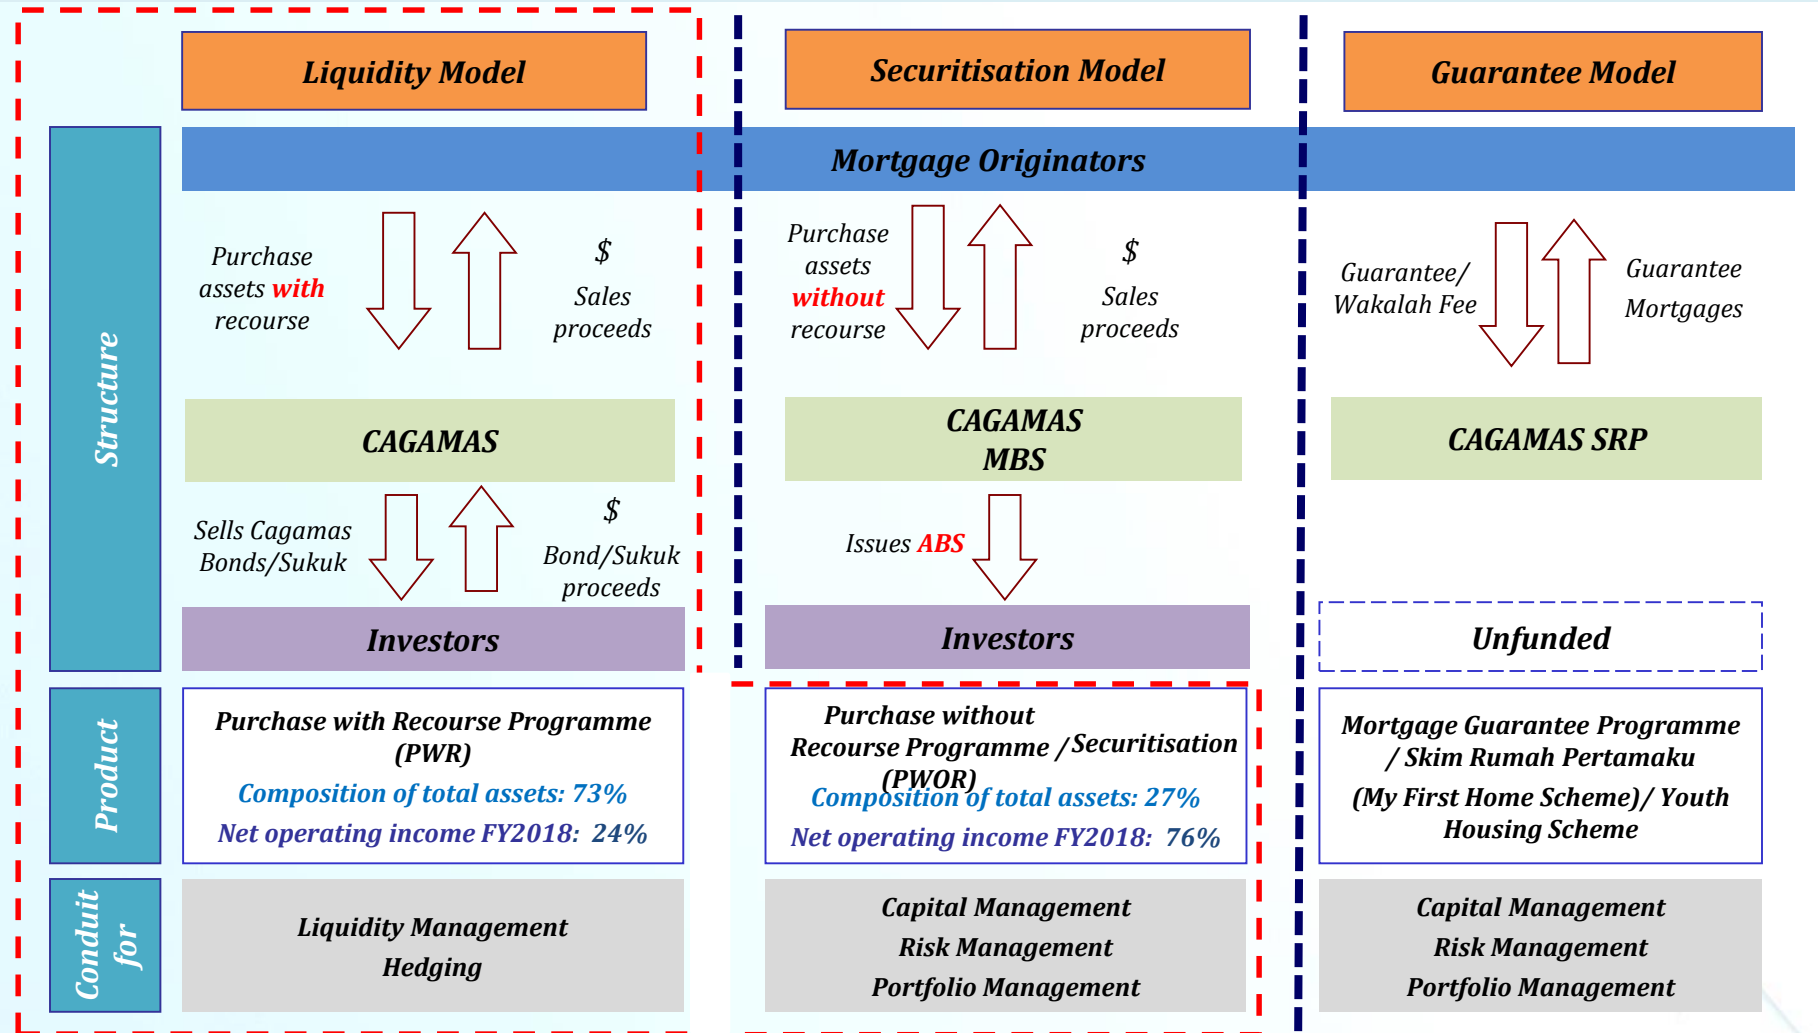 Liquidity Model
Securitisation Model
Guarantee Model
Structure
Mortgage Originators
Purchase
assets with
recourse
$
Sales
proceeds
Purchase
assets
without
recourse
$
Sales
proceeds
Guarantee/
Wakalah Fee
Guarantee
Mortgages
CAGAMAS
CAGAMAS
MBS
CAGAMAS SRP
Sells Cagamas
Bonds/Sukuk
$
Bond/Sukuk
proceeds
Issues ABS
Investors
Investors
Unfunded
Product
Purchase with Recourse Programme
(PWR)
Composition of total assets: 73%
Net operating income FY2018: 24%
Purchase without
Recourse Programme / Securitisation
(PWOR)
Composition of total assets: 27%
Net operating income FY2018: 76%
Mortgage Guarantee Programme
/ Skim Rumah Pertamaku
(My First Home Scheme)/ Youth
Housing Scheme
Conduit
for
Liquidity Management
Hedging
Capital Management
Risk Management
Portfolio Management
Capital Management
Risk Management
Portfolio Management